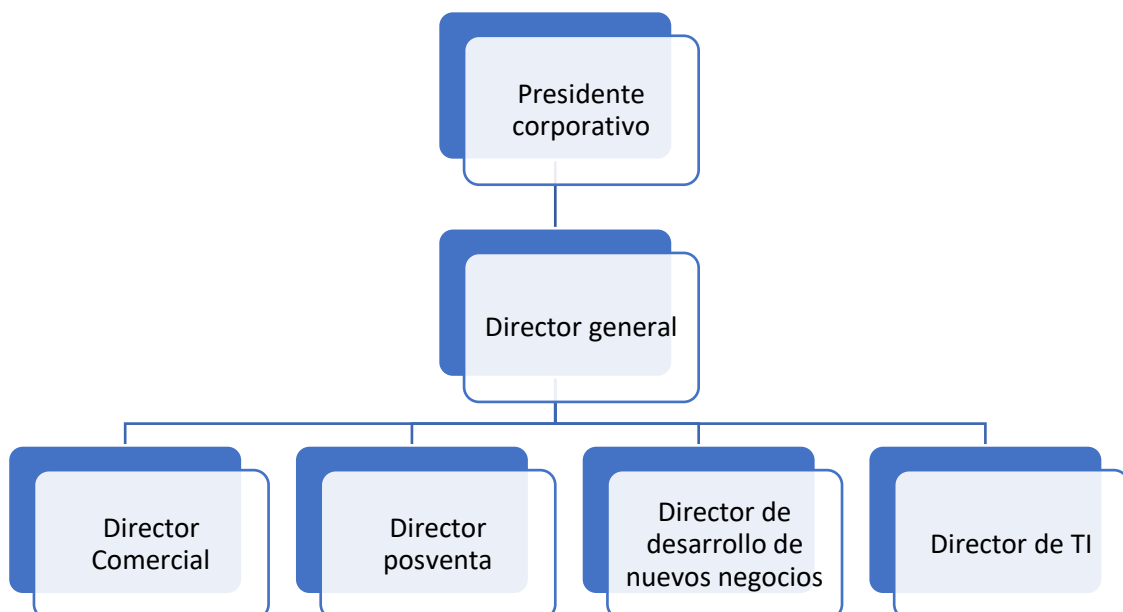 Presidente
corporativo
Director general
Director
Comercial
Director
posventa
Director de
desarrollo de
nuevos negocios
Director de TI